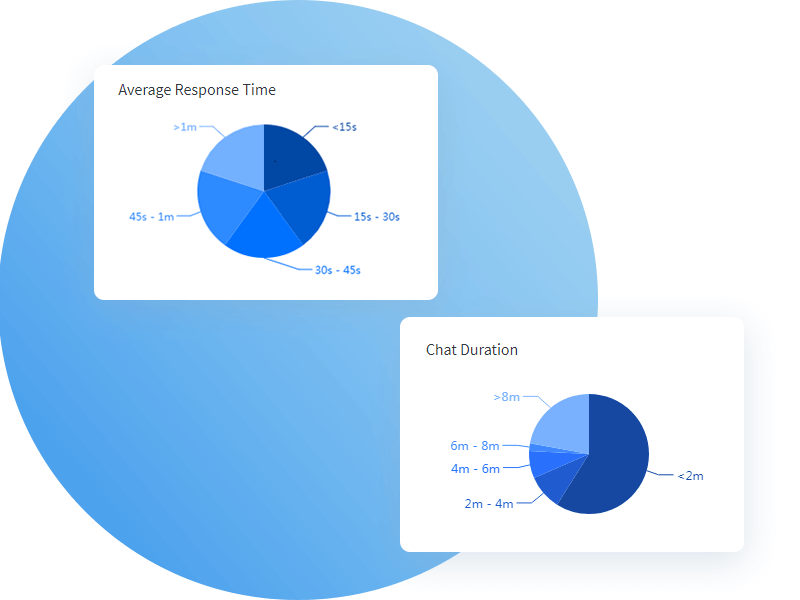 Average Response Time
>1m
<15s
45s - 1m
15s - 30s
30s - 45s
Chat Duration
>8m
6m - 8m
4m - 6m
<2m
2m - 4m